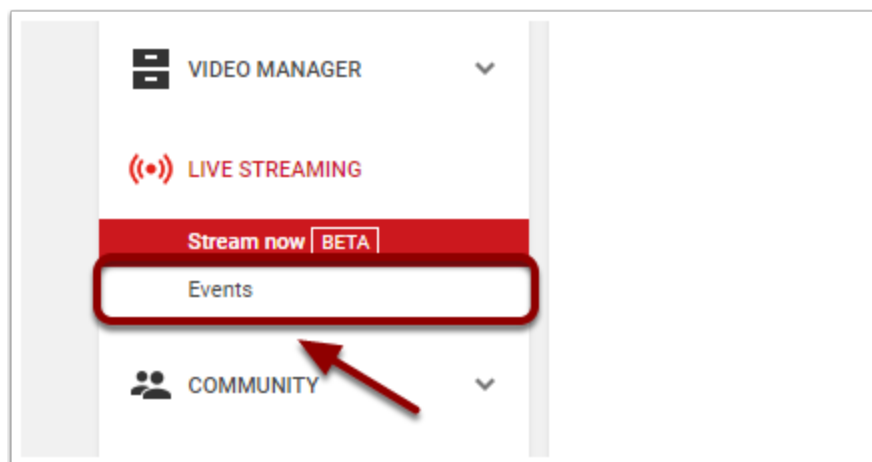 VIDEO MANAGER
LIVE STREAMING
Stream now BETA
Events
COMMUNITY